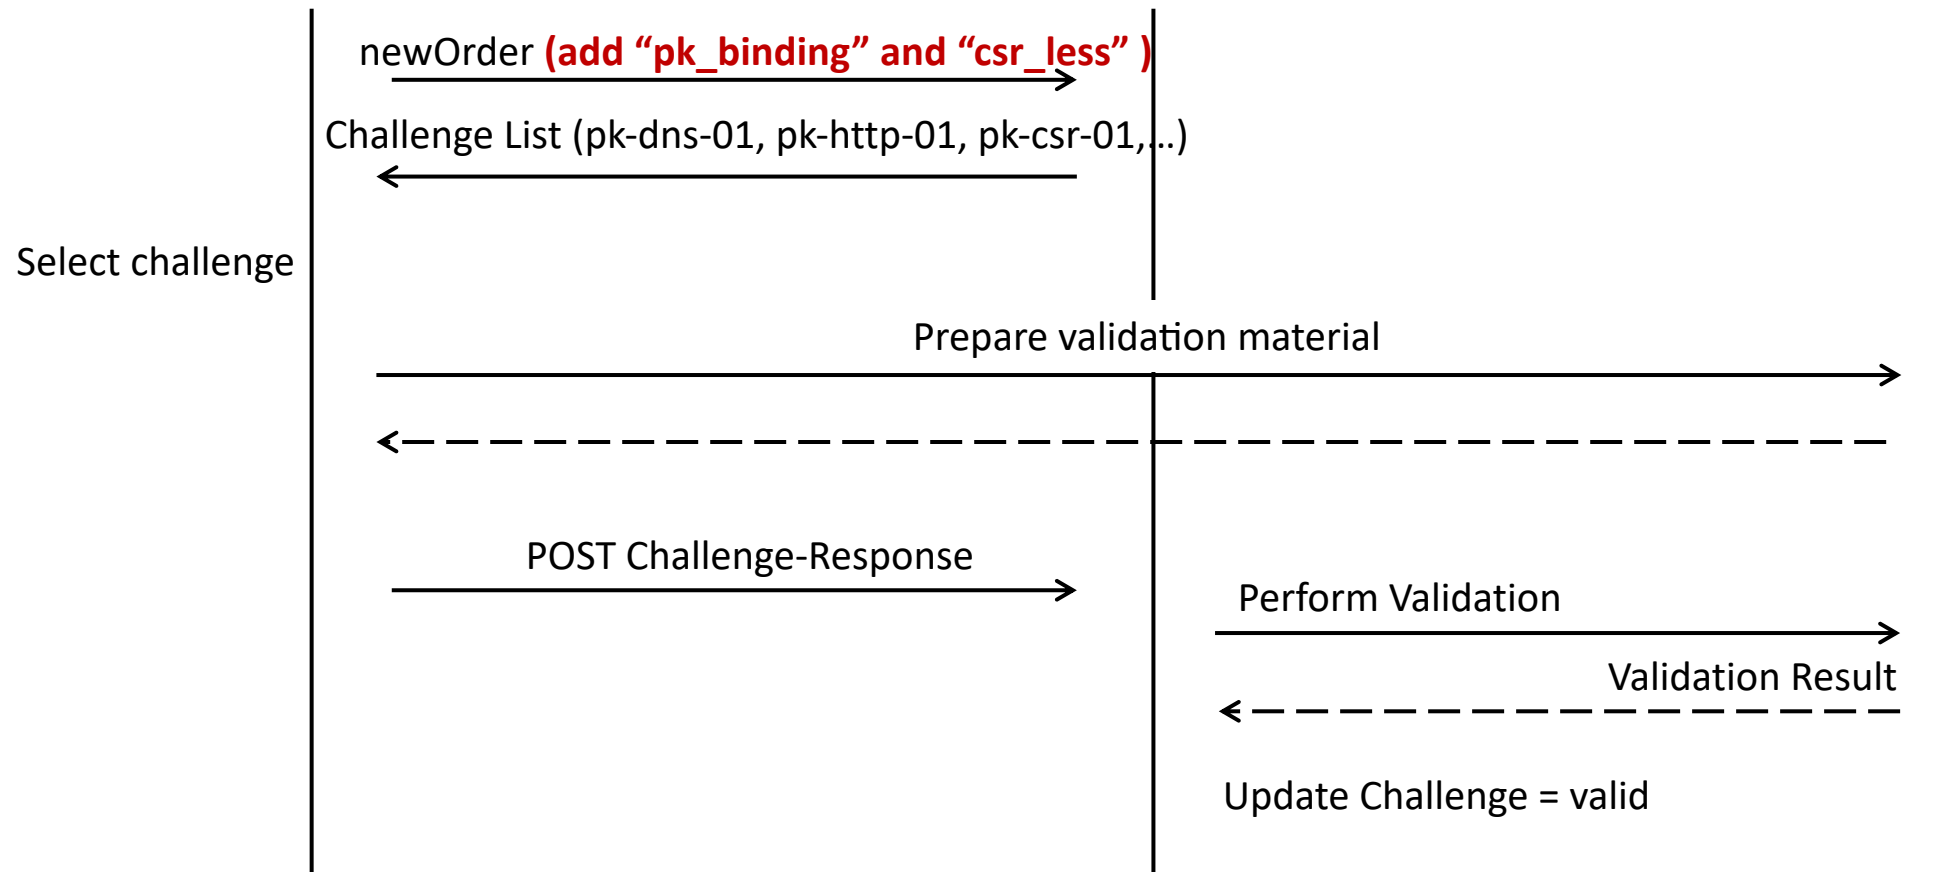 newOrder (add “pk_binding” and “csr_less” )
Challenge List (pk-dns-01, pk-http-01, pk-csr-01,...)
Select challenge
Prepare validation material
POST Challenge-Response
Perform Validation
Validation Result
Update Challenge = valid